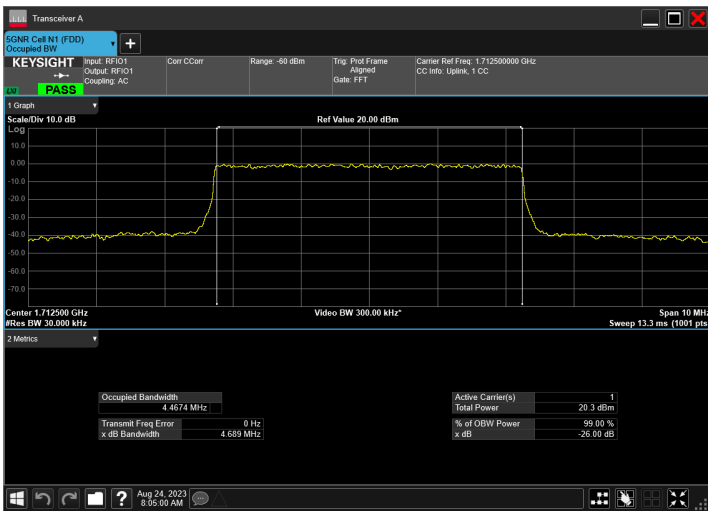 Transceiver A
5GNR Cell N1 (FDD)
Occupied BW
KEYSIGHT
PASS
Input: RFIO1
Output: RFIO1
Coupling: AC
Corr CCorr
Range: -60 dBm
Trig: Prot Frame
Aligned
Gate: FFT
Carrier Ref Freq: 1.712500000 GHz
CC Info: Uplink, 1 CC
1 Graph
Scale/Div 10.0 dB
Ref Value 20.00 dBm
Log
10.0
0.00
-10.0
-20.0
-30.0
-40.0
-50.0
-60.0
-70.0
Center 1.712500 GHz
Video BW 300.00 kHz*
Span 10 MHz
#Res BW 30.000 kHz
Sweep 13.3 ms (1001 pts
2 Metrics
Occupied Bandwidth
4.4674 MHz
Transmit Freq Error 0 Hz
x dB Bandwidth 4.689 MHz
Active Carrier(s) 1
Total Power 20.3 dBm
% of OBW Power 99.00 %
x dB -26.00 dB
Aug 24, 2023
8:05:00 AM